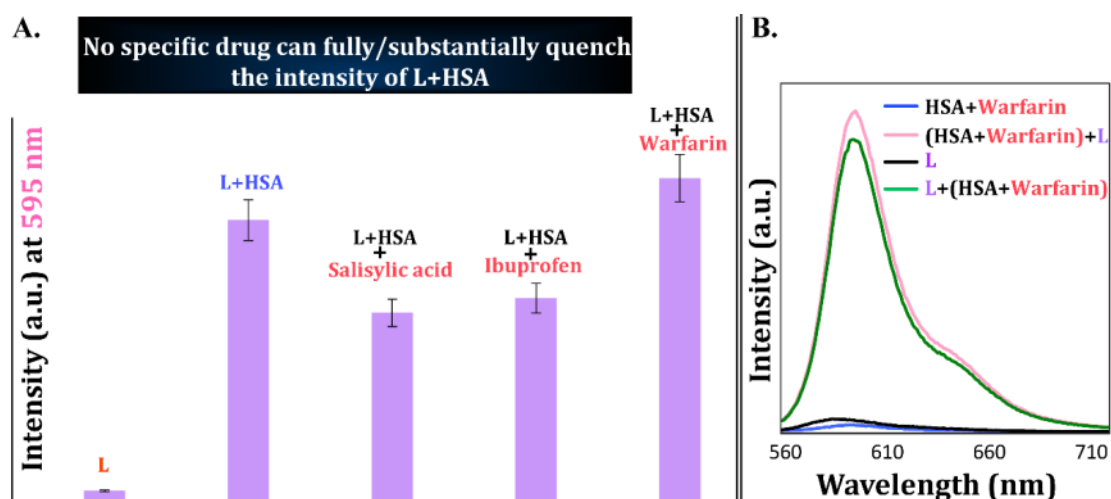 A.
No specific drug can fully/substantially quench
the intensity of L+HSA
Intensity (a.u.) at 595 nm
L
L+HSA
L+HSA
+
Salisylic acid
L+HSA
+
Ibuprofen
L+HSA
+
Warfarin
B.
HSA+Warfarin
(HSA+Warfarin)+L
L
L+(HSA+Warfarin)
Intensity (a.u.)
560 610 660 710
Wavelength (nm)